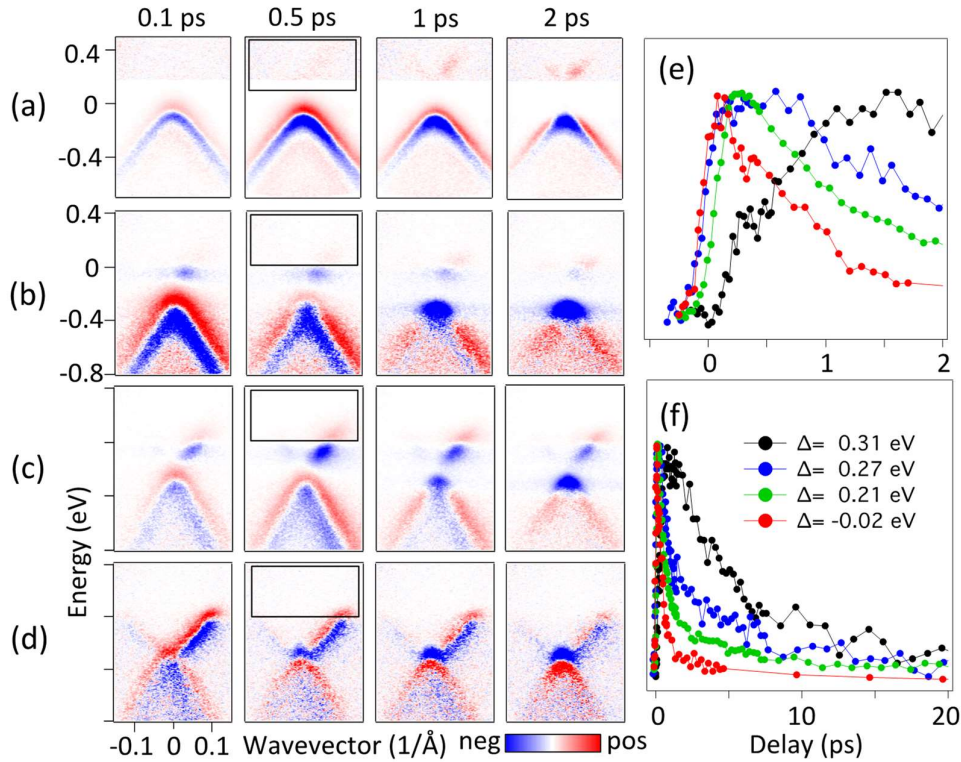 0.1 ps 0.5 ps 1 ps 2 ps
(a)
0.4
0
-0.4
(b)
0.4
0
-0.4
-0.8
(c)
(d)
Energy (eV)
-0.1 0 0.1
Wavevector (1/Å)
neg pos
(e)
0 1 2
(f)
Δ= 0.31 eV
Δ= 0.27 eV
Δ= 0.21 eV
Δ= -0.02 eV
0 10 20
Delay (ps)